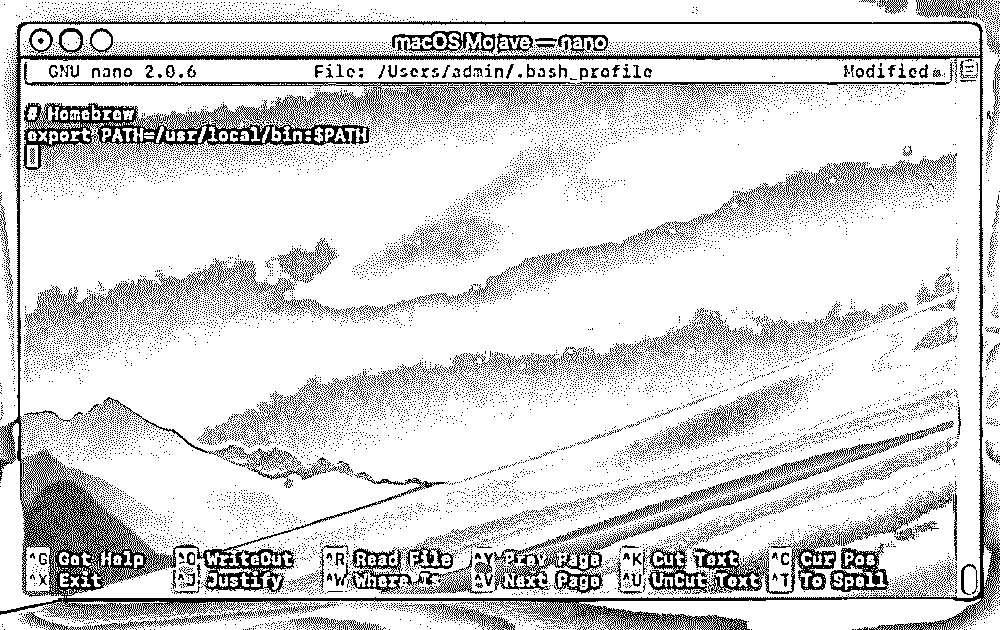 macOS Mojave — nano
GNU nano 2.0.6 File: /Users/admin/.bash_profile Modified
# Homebrew
export PATH=/usr/local/bin:$PATH
^G Get Help ^O WriteOut ^R Read File ^Y Prev Page ^K Cut Text ^C Cur Pos
^X Exit ^J Justify ^W Where Is ^V Next Page ^U UnCut Text ^T To Spell